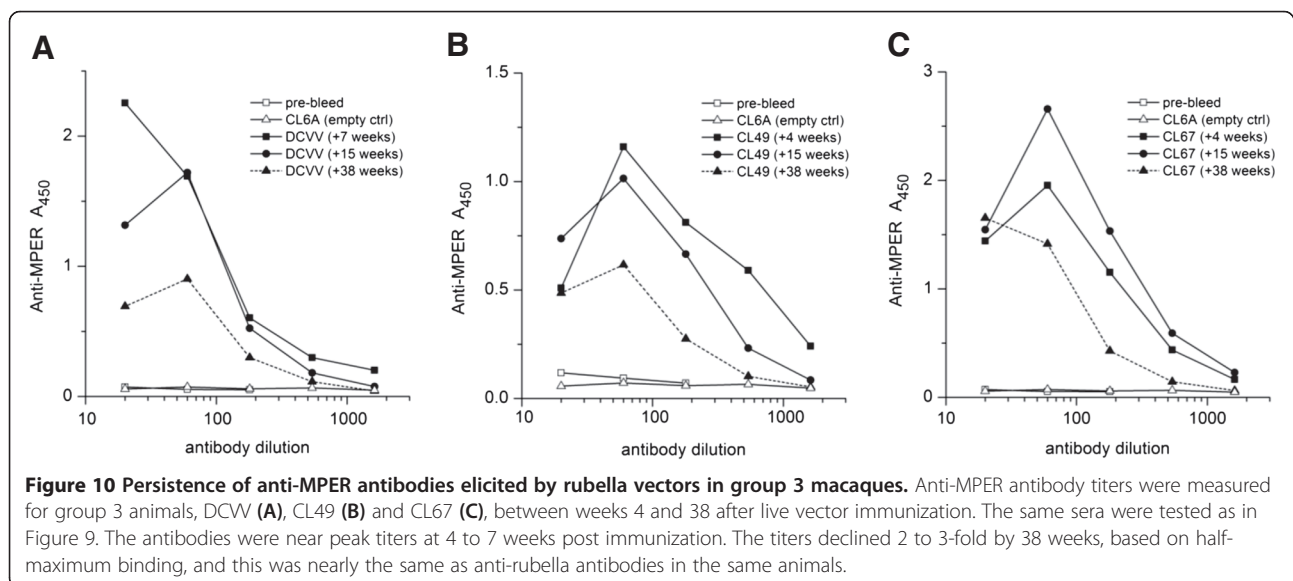 A
Anti-MPER A450
2
1
0
10
100
1000
antibody dilution
pre-bleed
CL6A (empty ctrl)
DCVV (+7 weeks)
DCVV (+15 weeks)
DCVV (+38 weeks)
B
Anti-MPER A450
1.5
1.0
0.5
0.0
10
100
1000
antibody dilution
pre-bleed
CL6A (empty ctrl)
CL49 (+4 weeks)
CL49 (+15 weeks)
CL49 (+38 weeks)
C
Anti-MPER A450
3
2
1
0
10
100
1000
antibody dilution
pre-bleed
CL6A (empty ctrl)
CL67 (+4 weeks)
CL67 (+15 weeks)
CL67 (+38 weeks)
Figure 10 Persistence of anti-MPER antibodies elicited by rubella vectors in group 3 macaques. Anti-MPER antibody titers were measured
for group 3 animals, DCVV (A), CL49 (B) and CL67 (C), between weeks 4 and 38 after live vector immunization. The same sera were tested as in
Figure 9. The antibodies were near peak titers at 4 to 7 weeks post immunization. The titers declined 2 to 3-fold by 38 weeks, based on half-
maximum binding, and this was nearly the same as anti-rubella antibodies in the same animals.